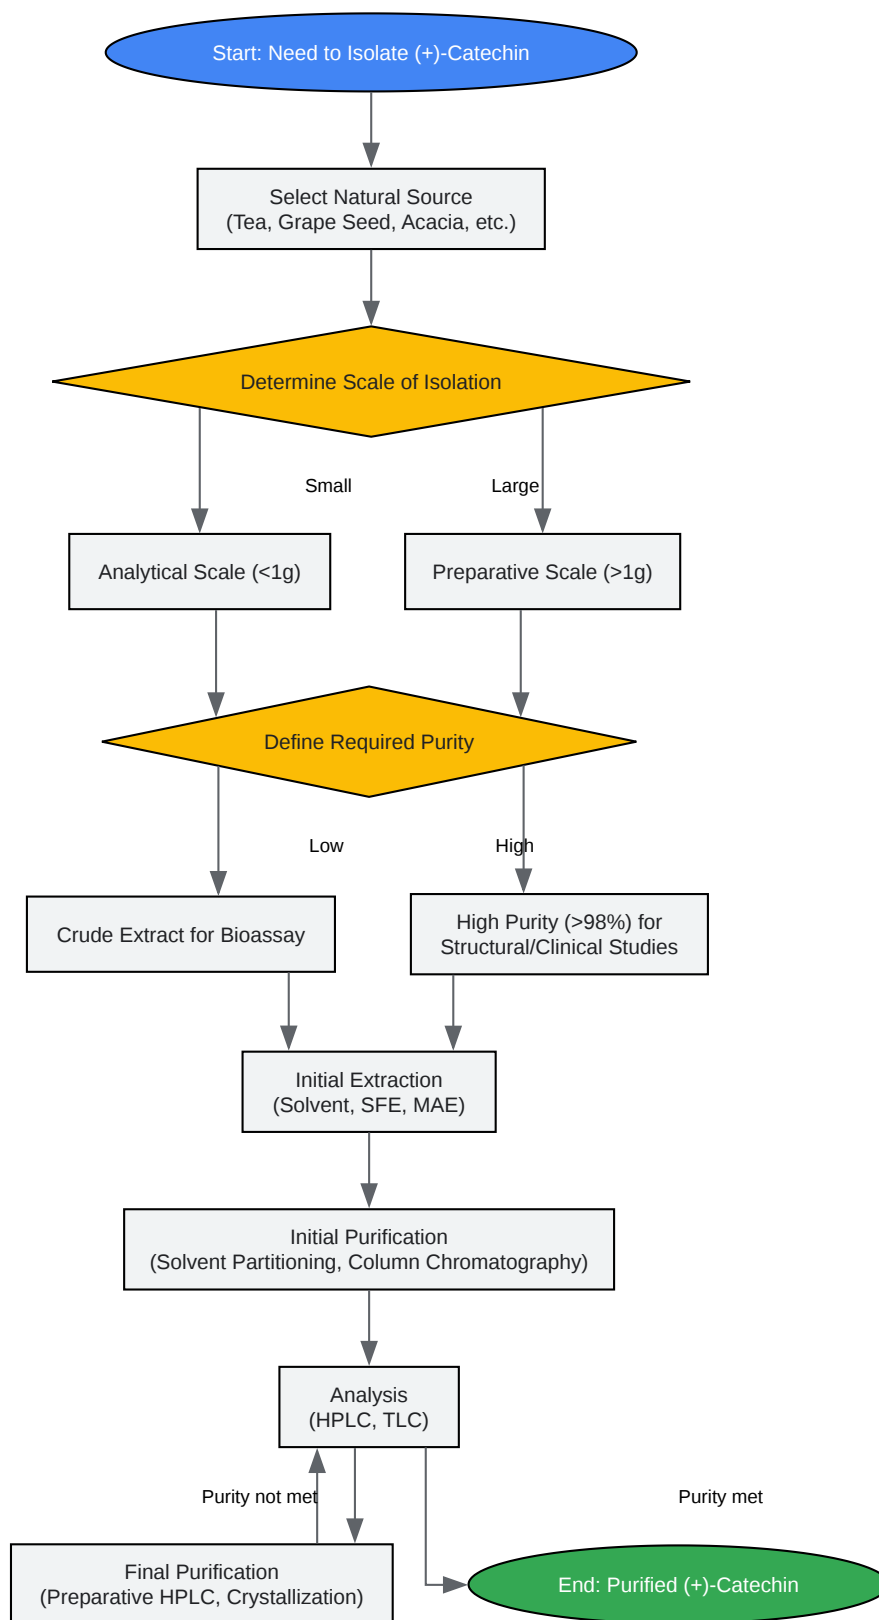 Start: Need to Isolate (+)-Catechin
Select Natural Source
(Tea, Grape Seed, Acacia, etc.)
Determine Scale of Isolation
Small
Large
Analytical Scale (<1g)
Preparative Scale (>1g)
Define Required Purity
Low
High
Crude Extract for Bioassay
High Purity (>98%) for
Structural/Clinical Studies
Initial Extraction
(Solvent, SFE, MAE)
Initial Purification
(Solvent Partitioning, Column Chromatography)
Analysis
(HPLC, TLC)
Purity not met
Purity met
Final Purification
(Preparative HPLC, Crystallization)
End: Purified (+)-Catechin